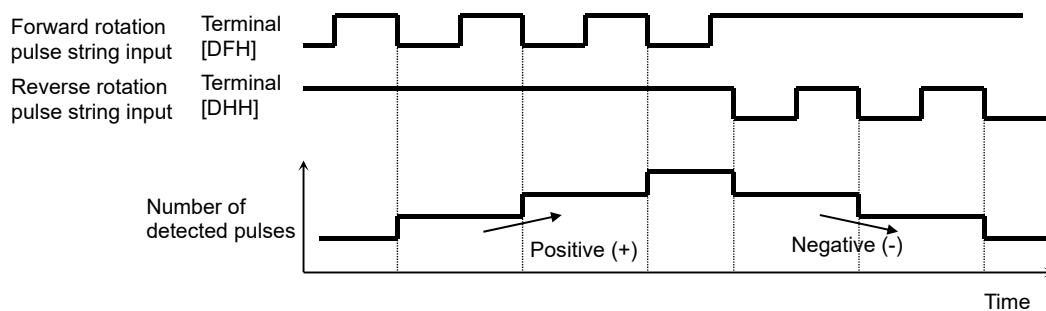 Forward rotation
pulse string input
Terminal
[DFH]
Reverse rotation
pulse string input
Terminal
[DHH]
Number of
detected pulses
Positive (+)
Negative (-)
Time